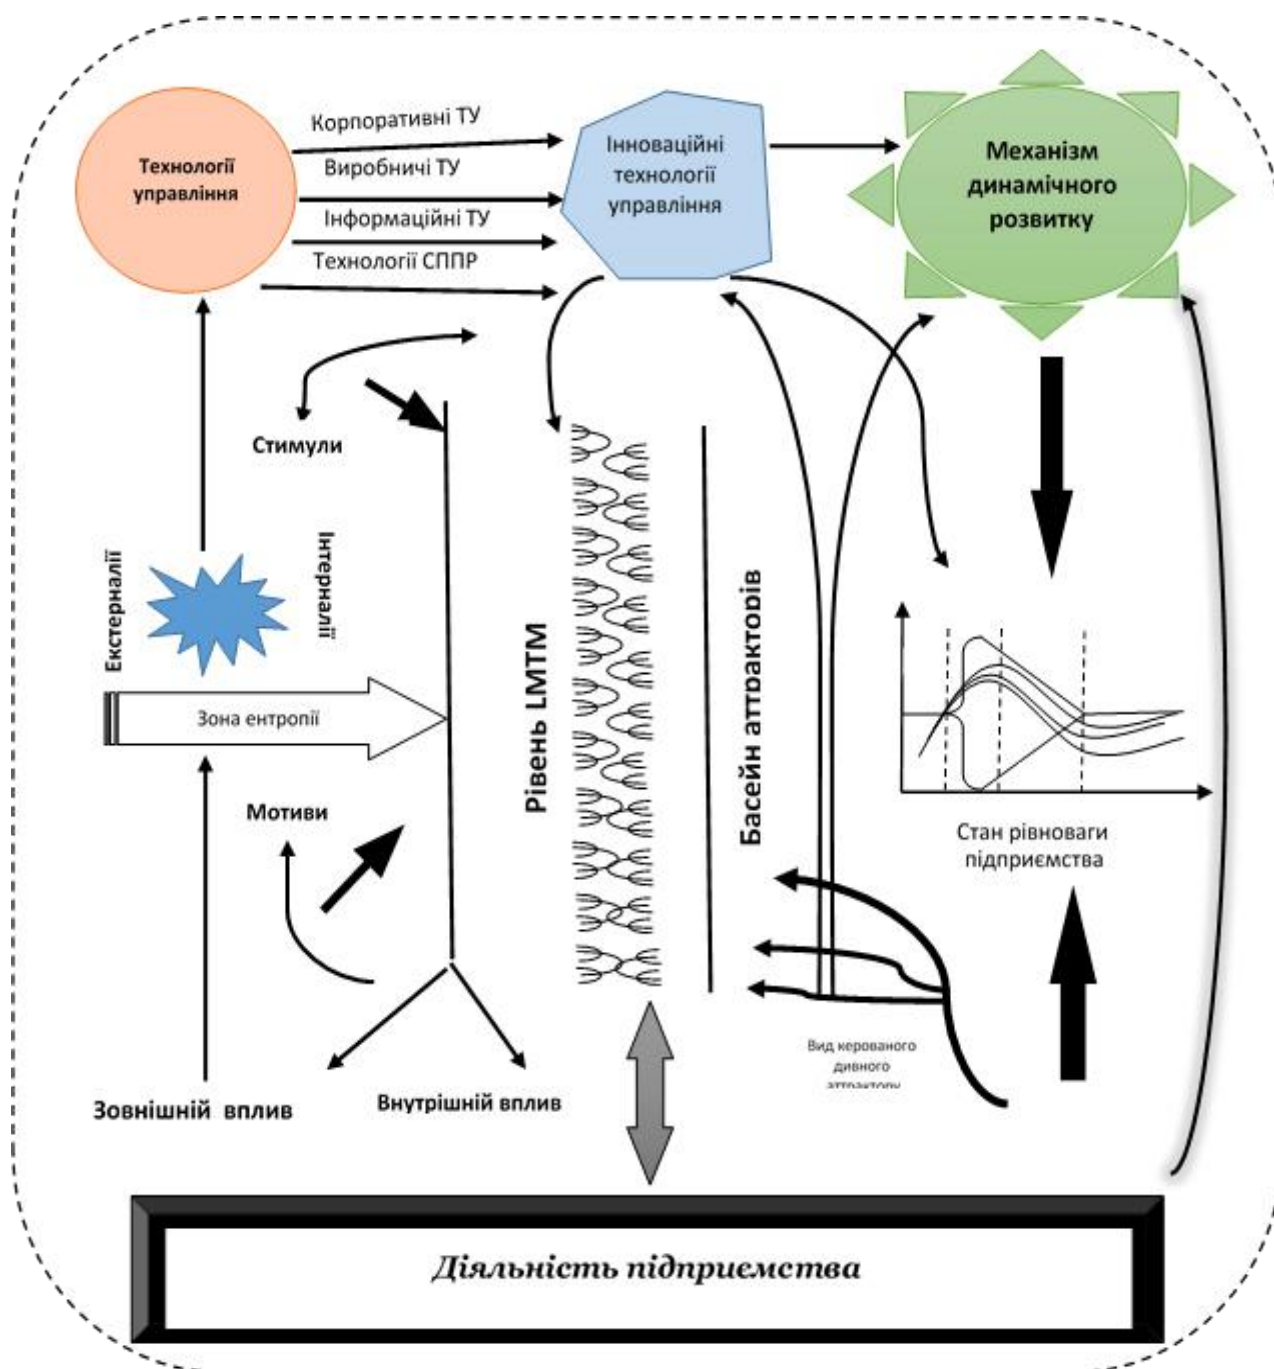 Технології
управління
Корпоративні ТУ
Виробничі ТУ
Інформаційні ТУ
Технології СППР
Інноваційні
технології
управління
Механізм
динамічного
розвитку
Стимули
Екстерналії
Інтерналії
Зона ентропії
Мотиви
Рівень LMTM
Басейн аттракторів
Стан рівноваги
підприємства
Вид керованого
дивного
аттрактору
Зовнішній вплив
Внутрішній вплив
Діяльність підприємства